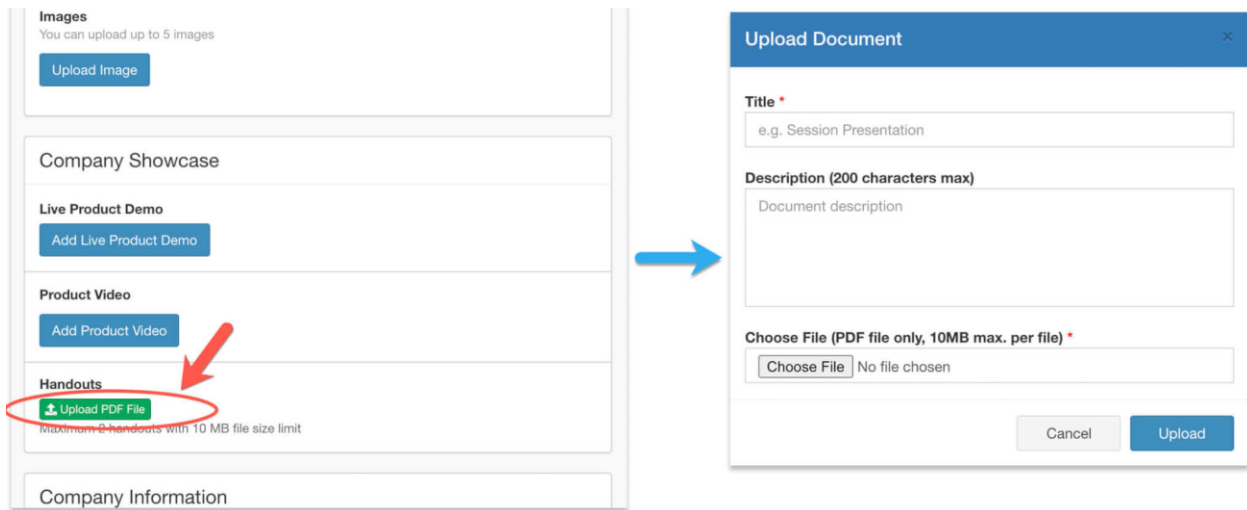 Images
You can upload up to 5 images
Upload Image
Company Showcase
Live Product Demo
Add Live Product Demo
Product Video
Add Product Video
Handouts
Upload PDF File
Maximum 2 handouts with 10 MB file size limit
Company Information
Upload Document
×
Title *
e.g. Session Presentation
Description (200 characters max)
Document description
Choose File (PDF file only, 10MB max. per file) *
Choose File No file chosen
Cancel Upload